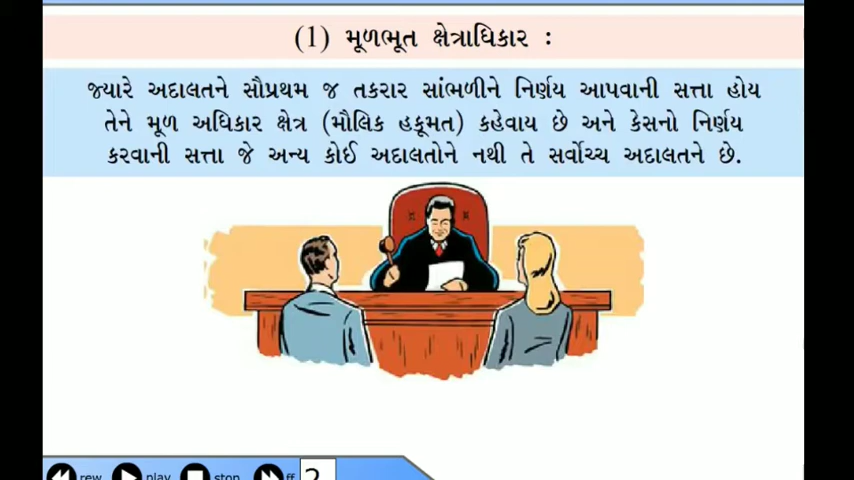 (1) મૂળભૂત ક્ષેત્રાધિકાર :
જ્યારે અદાલતને સૌપ્રથમ જ તકરાર સાંભળીને નિર્ણય આપવાની સત્તા હોય
તેને મૂળ અધિકાર ક્ષેત્ર (મૌલિક હકૂમત) કહેવાય છે અને કેસનો નિર્ણય
કરવાની સત્તા જે અન્ય કોઈ અદાલતોને નથી તે સર્વોચ્ચ અદાલતને છે.
rew play stop ff 2